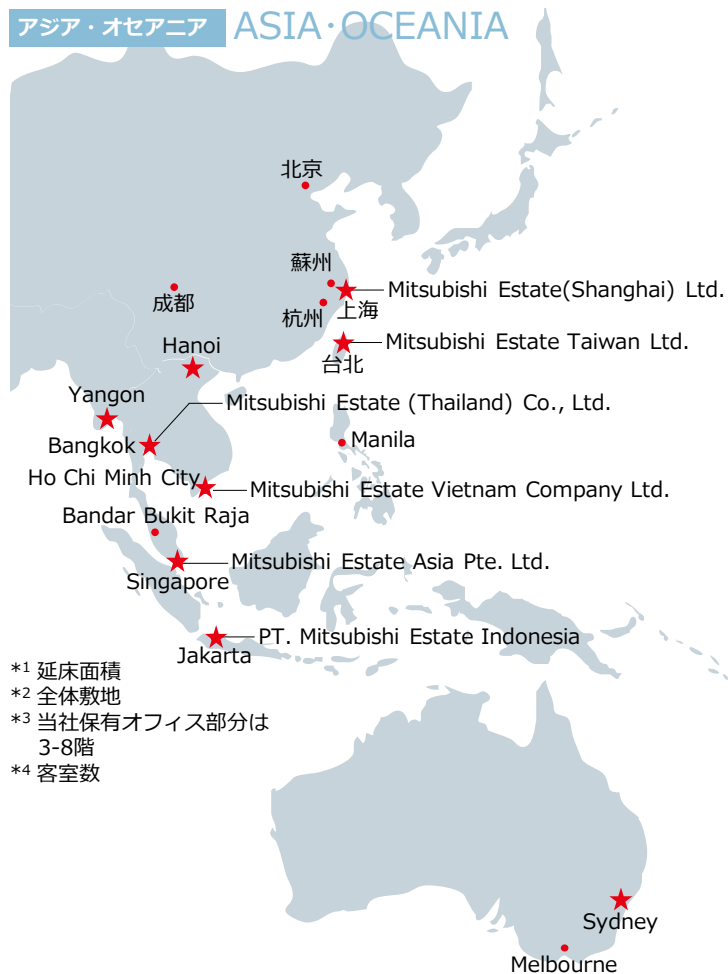 アジア・オセアニア ASIA・OCEANIA
北京
蘇州
Mitsubishi Estate(Shanghai) Ltd.
成都
杭州 上海
Hanoi
Mitsubishi Estate Taiwan Ltd.
台北
Yangon
Mitsubishi Estate (Thailand) Co., Ltd.
Bangkok
Manila
Ho Chi Minh City
Mitsubishi Estate Vietnam Company Ltd.
Bandar Bukit Raja
Mitsubishi Estate Asia Pte. Ltd.
Singapore
PT. Mitsubishi Estate Indonesia
Jakarta
*1 延床面積
*2 全体敷地
*3 当社保有オフィス部分は
3-8階
*4 客室数
Sydney
Melbourne